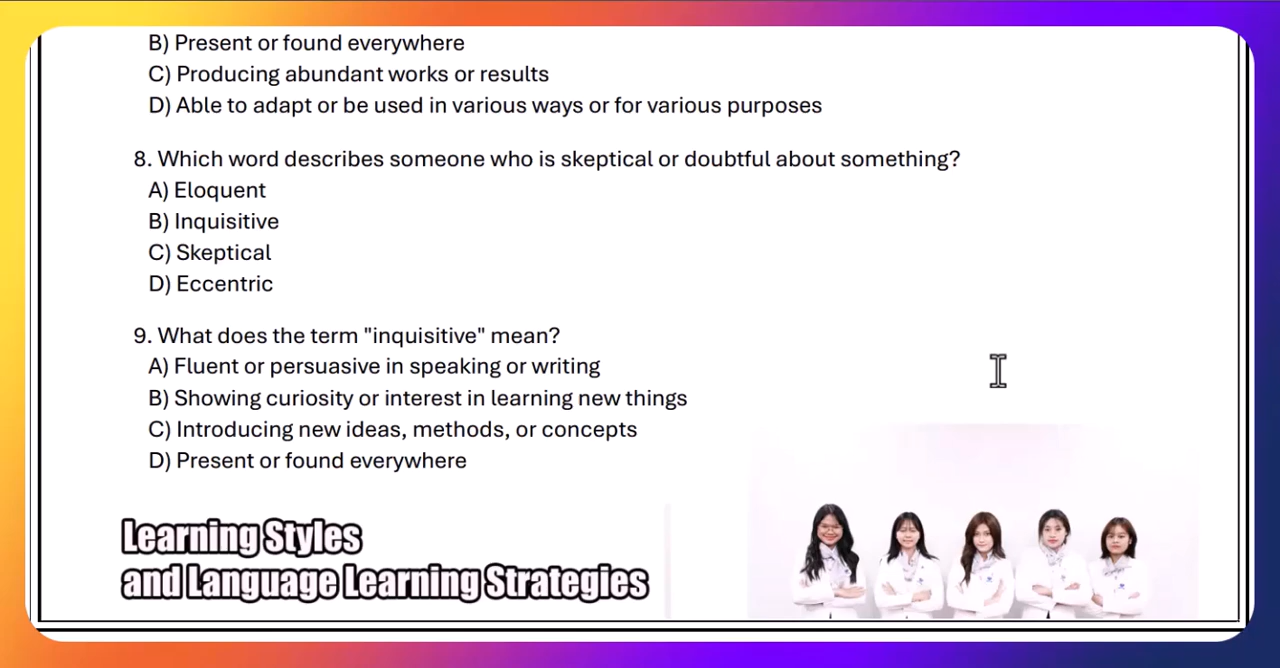 B) Present or found everywhere
C) Producing abundant works or results
D) Able to adapt or be used in various ways or for various purposes
8. Which word describes someone who is skeptical or doubtful about something?
A) Eloquent
B) Inquisitive
C) Skeptical
D) Eccentric
9. What does the term "inquisitive" mean?
A) Fluent or persuasive in speaking or writing
B) Showing curiosity or interest in learning new things
C) Introducing new ideas, methods, or concepts
D) Present or found everywhere
Learning Styles
and Language Learning Strategies